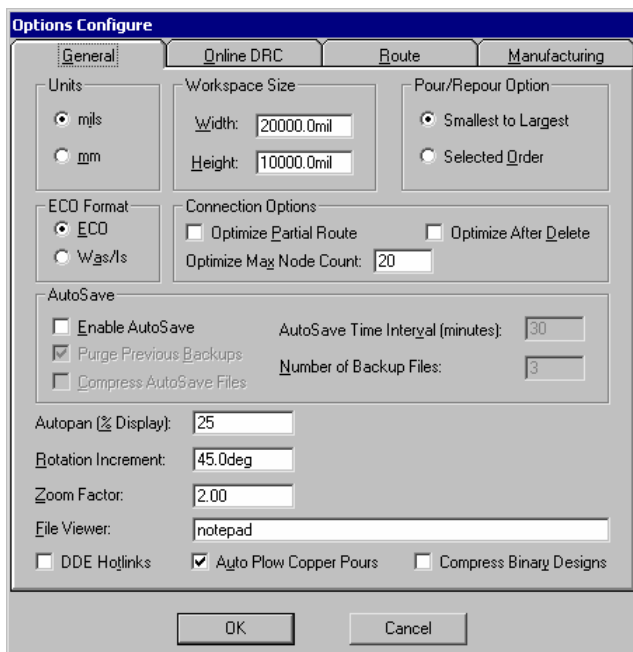 Options Configure
General Online DRC Route Manufacturing
Units Workspace Size Pour/Repour Option
mils Width: 20000.0mil Smallest to Largest
mm Height: 10000.0mil Selected Order
ECO Format Connection Options
ECO Optimize Partial Route Optimize After Delete
Was/Is Optimize Max Node Count: 20
AutoSave
Enable AutoSave AutoSave Time Interval (minutes): 30
Purge Previous Backups Number of Backup Files: 3
Compress AutoSave Files
Autopan (% Display): 25
Rotation Increment: 45.0deg
Zoom Factor: 2.00
File Viewer: notepad
DDE Hotlinks Auto Plow Copper Pours Compress Binary Designs
OK Cancel